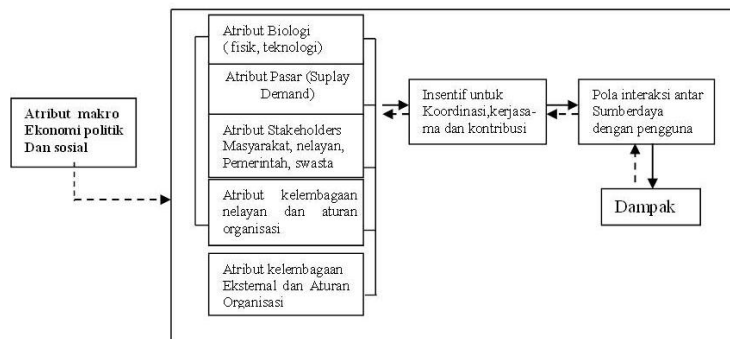 Atribut makro
Ekonomi politik
Dan sosial
Atribut Biologi
( fisik, teknologi)
Atribut Pasar (Suplay
Demand)
Atribut Stakeholders
Masyarakat, nelayan,
Pemerintah, swasta
Atribut kelembagaan
nelayan dan aturan
organisasi
Atribut kelembagaan
Eksternal dan Aturan
Organisasi
Insentif untuk
Koordinasi,kerjasa-
ma dan kontribusi
Pola interaksi antar
Sumberdaya
dengan pengguna
Dampak